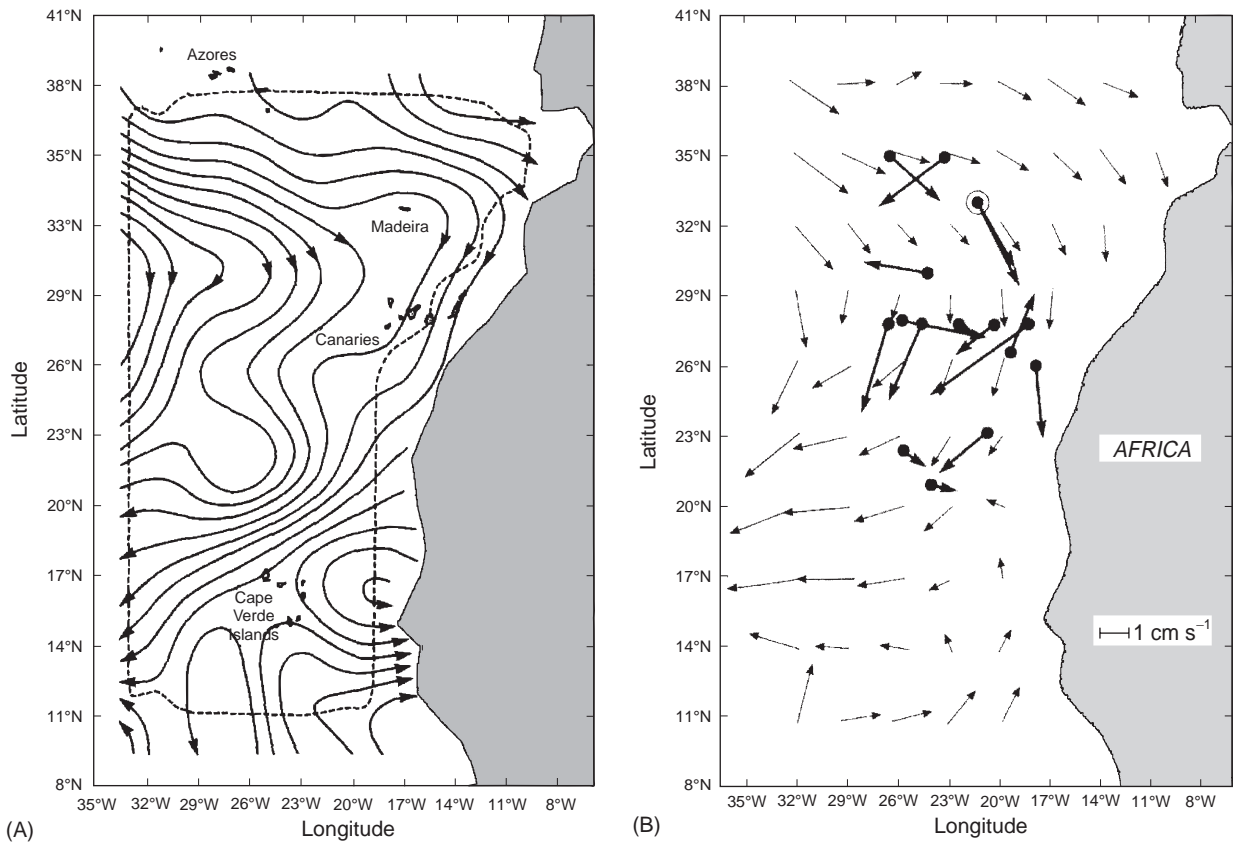 41°N
38°N
35°N
33°N
32°N
29°N
26°N
23°N
20°N
17°N
14°N
11°N
8°N
35°W 32°W 29°W 26°W 23°W 20°W 17°W 14°W 11°W 8°W
Latitude
Longitude
(A)
Azores
Madeira
Canaries
Cape
Verde
Islands
41°N
38°N
35°N
32°N
29°N
26°N
23°N
20°N
17°N
14°N
11°N
8°N
35°W 32°W 29°W 26°W 23°W 20°W 17°W 14°W 11°W 8°W
Latitude
Longitude
(B)
AFRICA
1 cm s⁻¹